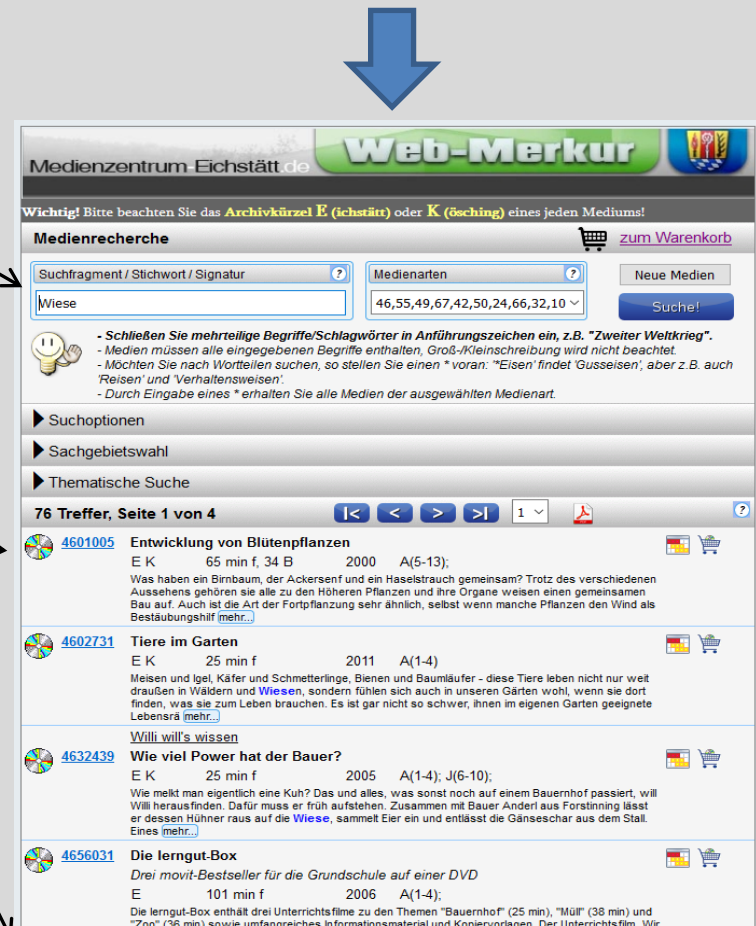 Medienzentrum-Eichstätt.de Web-Merkur
Wichtig! Bitte beachten Sie das Archivkürzel E (ichstätt) oder K (ösching) eines jeden Mediums!
Medienrecherche zum Warenkorb
Suchfragment / Stichwort / Signatur ? Medienarten ? Neue Medien
Wiese 46,55,49,67,42,50,24,66,32,10 Suche!
- Schließen Sie mehrteilige Begriffe/Schlagwörter in Anführungszeichen ein, z.B. "Zweiter Weltkrieg".
- Medien müssen alle eingegebenen Begriffe enthalten, Groß-/Kleinschreibung wird nicht beachtet.
- Möchten Sie nach Wortteilen suchen, so stellen Sie einen * voran: '*Eisen' findet 'Gusseisen', aber z.B. auch
'Reisen' und 'Verhaltensweisen'.
- Durch Eingabe eines * erhalten Sie alle Medien der ausgewählten Medienart.
Suchoptionen
Sachgebietswahl
Thematische Suche
76 Treffer, Seite 1 von 4 |< < > >| 1 ?
4601005 Entwicklung von Blütenpflanzen
E K 65 min f, 34 B 2000 A(5-13);
Was haben ein Birnbaum, der Ackersenf und ein Haselstrauch gemeinsam? Trotz des verschiedenen
Aussehens gehören sie alle zu den Höheren Pflanzen und ihre Organe weisen einen gemeinsamen
Bau auf. Auch ist die Art der Fortpflanzung sehr ähnlich, selbst wenn manche Pflanzen den Wind als
Bestäubungshilf mehr...
4602731 Tiere im Garten
E K 25 min f 2011 A(1-4)
Meisen und Igel, Käfer und Schmetterlinge, Bienen und Baumläufer - diese Tiere leben nicht nur weit
draußen in Wäldern und Wiesen, sondern fühlen sich auch in unseren Gärten wohl, wenn sie dort
finden, was sie zum Leben brauchen. Es ist gar nicht so schwer, ihnen im eigenen Garten geeignete
Lebensrä mehr...
Willi will's wissen
4632439 Wie viel Power hat der Bauer?
E K 25 min f 2005 A(1-4); J(6-10);
Wie melkt man eigentlich eine Kuh? Das und alles, was sonst noch auf einem Bauernhof passiert, will
Willi herausfinden. Dafür muss er früh aufstehen. Zusammen mit Bauer Anderl aus Forstinning lässt
er dessen Hühner raus auf die Wiese, sammelt Eier ein und entlässt die Gänseschar aus dem Stall.
Eines mehr...
4656031 Die lerngut-Box
Drei movit-Bestseller für die Grundschule auf einer DVD
E 101 min f 2006 A(1-4);
Die lerngut-Box enthält drei Unterrichtsfilme zu den Themen "Bauernhof" (25 min), "Müll" (38 min) und
"Zoo" (36 min) sowie umfangreiches Informationsmaterial und Kopiervorlagen. Der Unterrichtsfilm "Wir